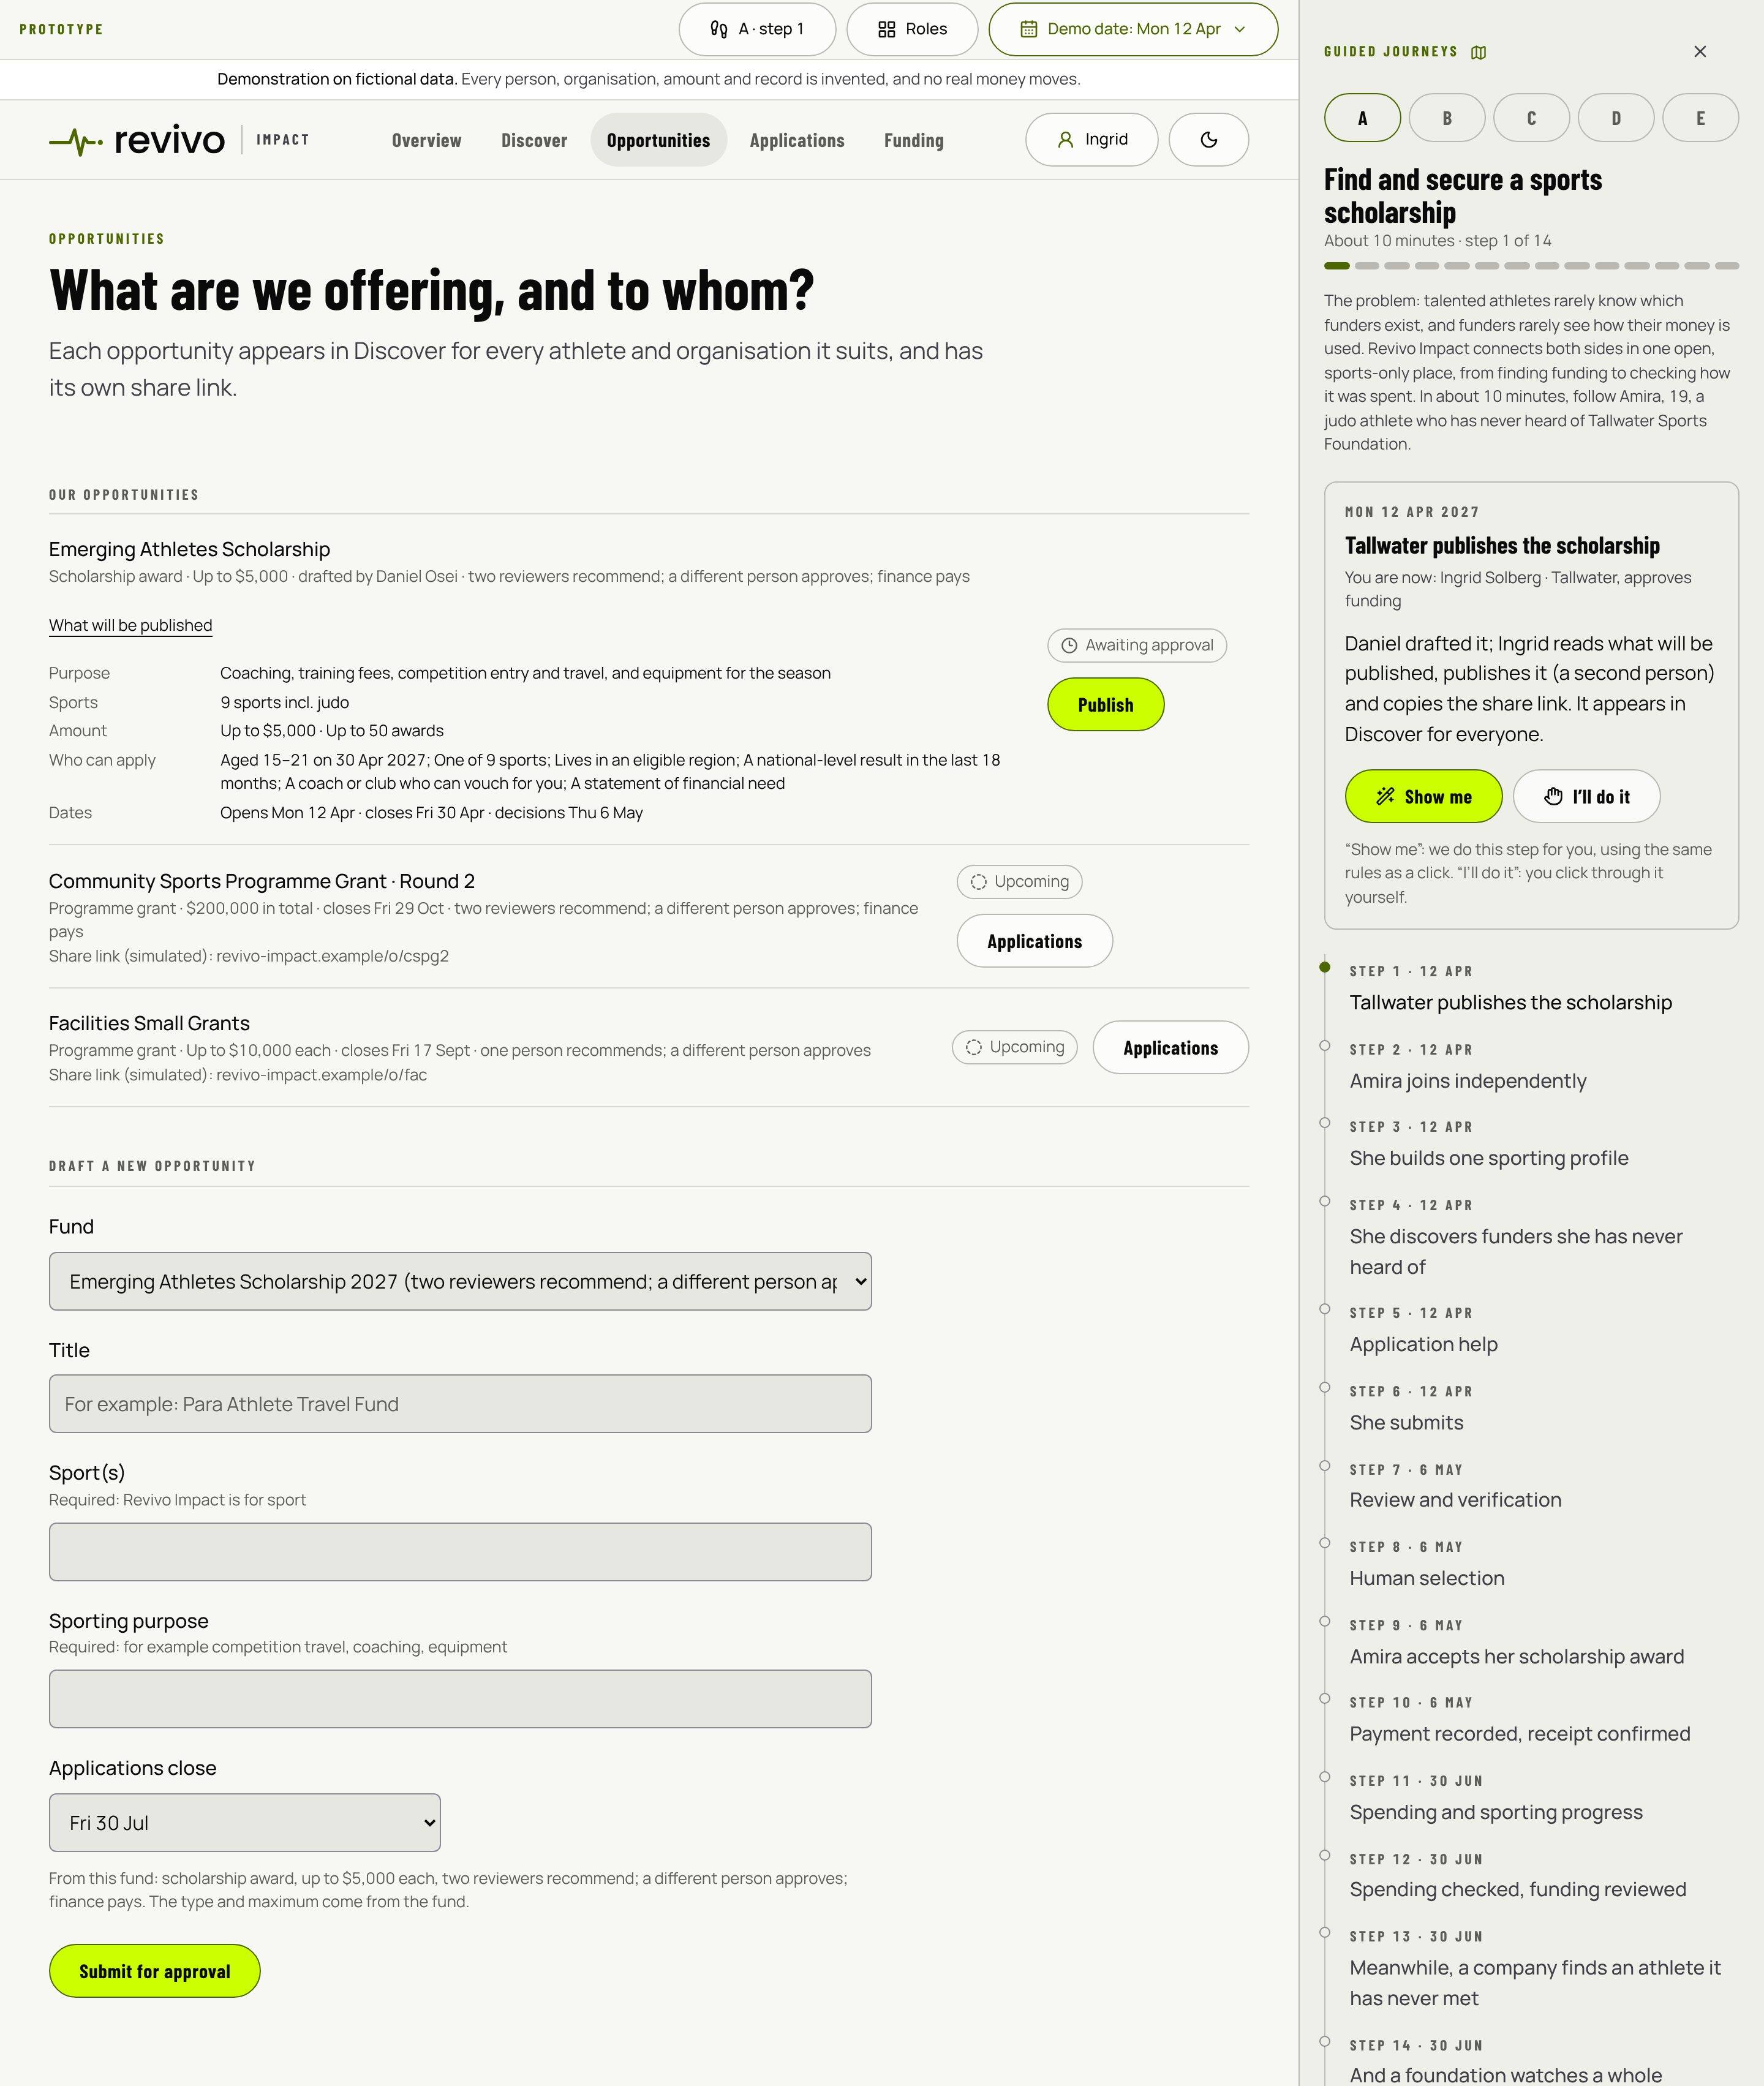 PROTOTYPE
A · step 1
Roles
Demo date: Mon 12 Apr
Demonstration on fictional data. Every person, organisation, amount and record is invented, and no real money moves.
revivo
IMPACT
Overview
Discover
Opportunities
Applications
Funding
Ingrid
OPPORTUNITIES
What are we offering, and to whom?
Each opportunity appears in Discover for every athlete and organisation it suits, and has
its own share link.
OUR OPPORTUNITIES
Emerging Athletes Scholarship
Scholarship award · Up to $5,000 · drafted by Daniel Osei · two reviewers recommend; a different person approves; finance pays
What will be published
Purpose
Coaching, training fees, competition entry and travel, and equipment for the season
Sports
9 sports incl. judo
Amount
Up to $5,000 · Up to 50 awards
Who can apply
Aged 15–21 on 30 Apr 2027; One of 9 sports; Lives in an eligible region; A national-level result in the last 18
months; A coach or club who can vouch for you; A statement of financial need
Dates
Opens Mon 12 Apr · closes Fri 30 Apr · decisions Thu 6 May
Awaiting approval
Publish
Community Sports Programme Grant · Round 2
Programme grant · $200,000 in total · closes Fri 29 Oct · two reviewers recommend; a different person approves; finance
pays
Share link (simulated): revivo-impact.example/o/cspg2
Upcoming
Applications
Facilities Small Grants
Programme grant · Up to $10,000 each · closes Fri 17 Sept · one person recommends; a different person approves
Share link (simulated): revivo-impact.example/o/fac
Upcoming
Applications
DRAFT A NEW OPPORTUNITY
Fund
Emerging Athletes Scholarship 2027 (two reviewers recommend; a different person ap
Title
For example: Para Athlete Travel Fund
Sport(s)
Required: Revivo Impact is for sport
Sporting purpose
Required: for example competition travel, coaching, equipment
Applications close
Fri 30 Jul
From this fund: scholarship award, up to $5,000 each, two reviewers recommend; a different person approves;
finance pays. The type and maximum come from the fund.
Submit for approval
GUIDED JOURNEYS
A
B
C
D
E
Find and secure a sports
scholarship
About 10 minutes · step 1 of 14
The problem: talented athletes rarely know which
funders exist, and funders rarely see how their money is
used. Revivo Impact connects both sides in one open,
sports-only place, from finding funding to checking how
it was spent. In about 10 minutes, follow Amira, 19, a
judo athlete who has never heard of Tallwater Sports
Foundation.
MON 12 APR 2027
Tallwater publishes the scholarship
You are now: Ingrid Solberg · Tallwater, approves
funding
Daniel drafted it; Ingrid reads what will be
published, publishes it (a second person)
and copies the share link. It appears in
Discover for everyone.
Show me
I'll do it
“Show me”: we do this step for you, using the same
rules as a click. “I'll do it”: you click through it
yourself.
STEP 1 · 12 APR
Tallwater publishes the scholarship
STEP 2 · 12 APR
Amira joins independently
STEP 3 · 12 APR
She builds one sporting profile
STEP 4 · 12 APR
She discovers funders she has never
heard of
STEP 5 · 12 APR
Application help
STEP 6 · 12 APR
She submits
STEP 7 · 6 MAY
Review and verification
STEP 8 · 6 MAY
Human selection
STEP 9 · 6 MAY
Amira accepts her scholarship award
STEP 10 · 6 MAY
Payment recorded, receipt confirmed
STEP 11 · 30 JUN
Spending and sporting progress
STEP 12 · 30 JUN
Spending checked, funding reviewed
STEP 13 · 30 JUN
Meanwhile, a company finds an athlete it
has never met
STEP 14 · 30 JUN
And a foundation watches a whole